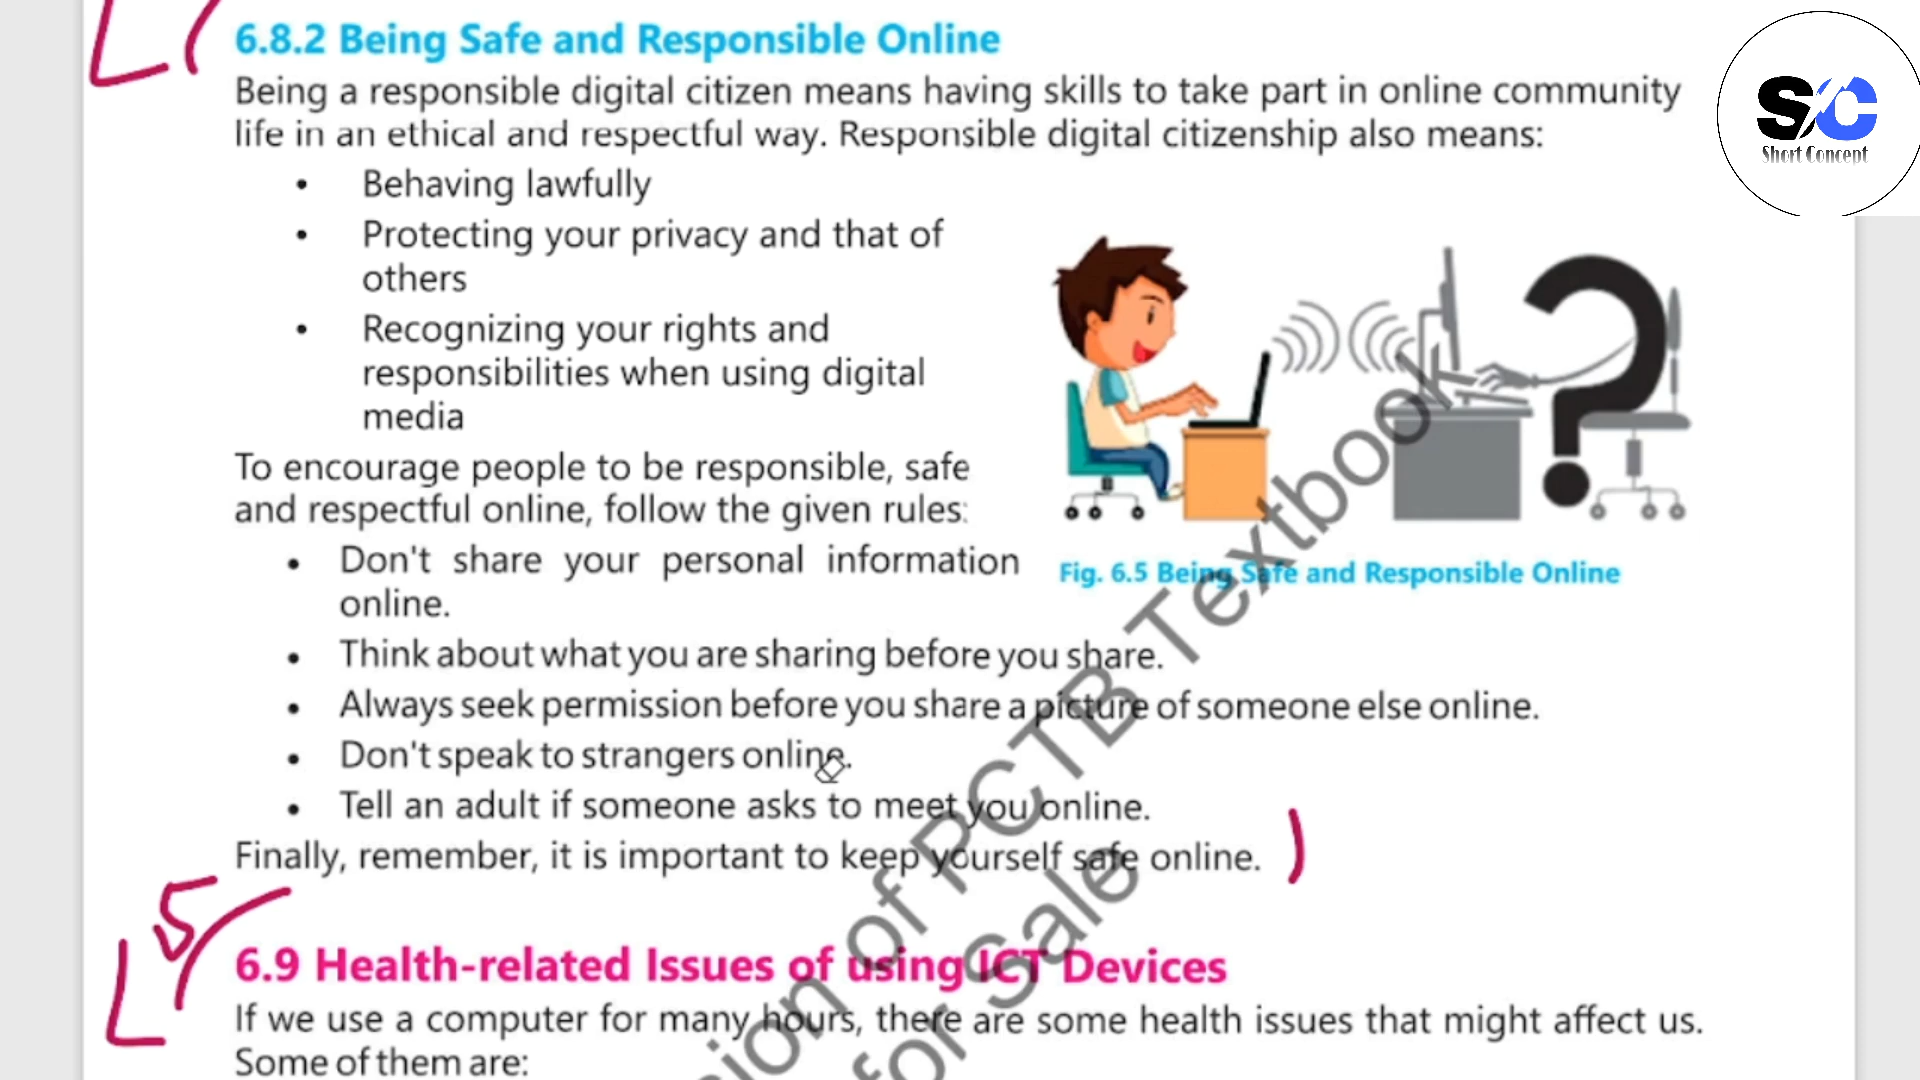 6.8.2 Being Safe and Responsible Online
Being a responsible digital citizen means having skills to take part in online community
life in an ethical and respectful way. Responsible digital citizenship also means:
• Behaving lawfully
• Protecting your privacy and that of
others
• Recognizing your rights and
responsibilities when using digital
media
To encourage people to be responsible, safe
and respectful online, follow the given rules:
• Don't share your personal information
online.
Fig. 6.5 Being Safe and Responsible Online
• Think about what you are sharing before you share.
• Always seek permission before you share a picture of someone else online.
• Don't speak to strangers online.
• Tell an adult if someone asks to meet you online.
Finally, remember, it is important to keep yourself safe online.
L5
6.9 Health-related Issues of using ICT Devices
If we use a computer for many hours, there are some health issues that might affect us.
Some of them are:
SC
Short Concept
of PCTB Textbook
for Sale